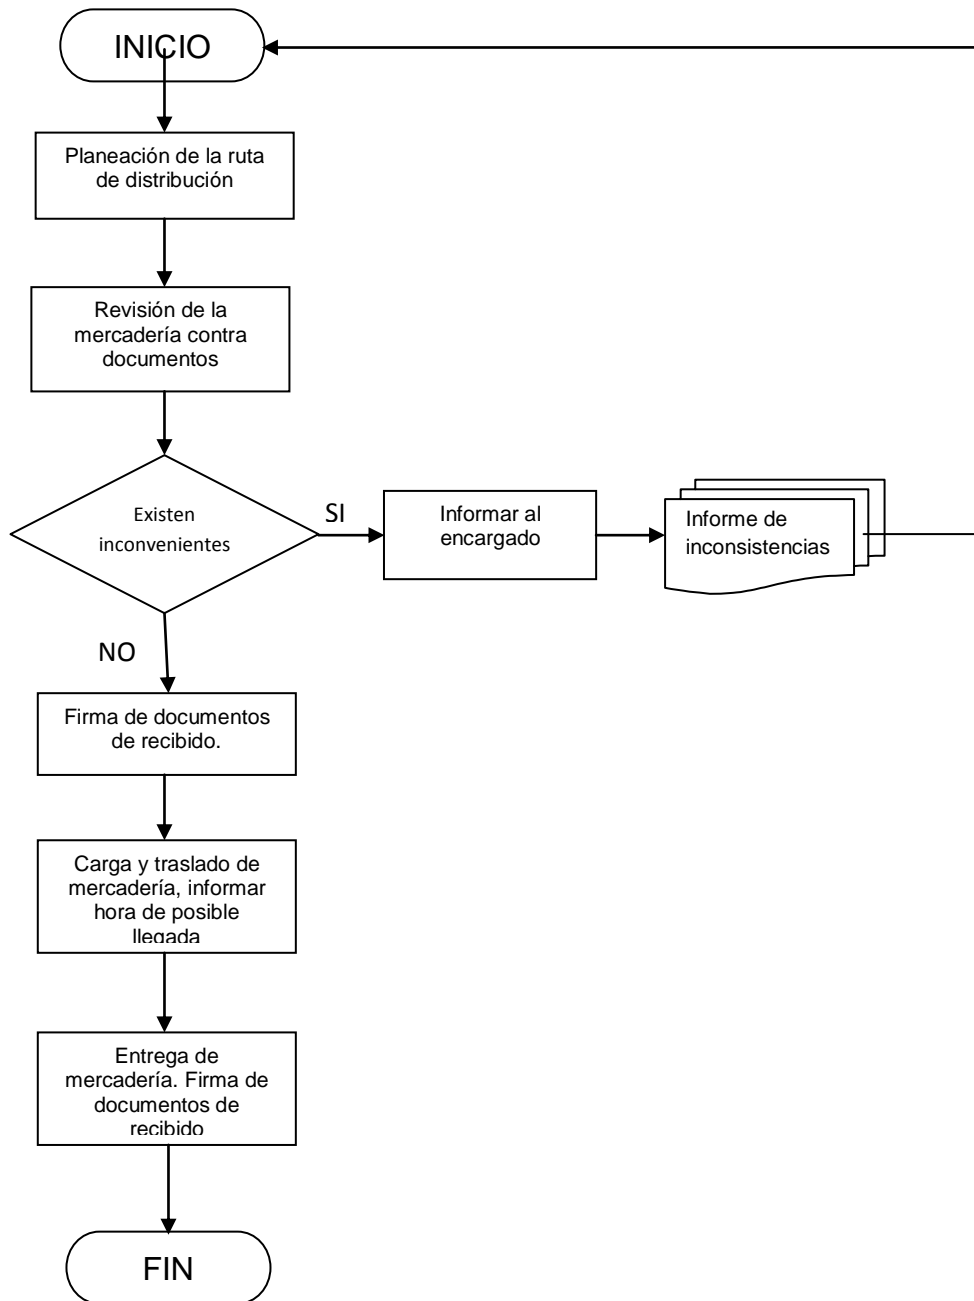 INICIO
Planeación de la ruta
de distribución
Revisión de la
mercadería contra
documentos
Existen
inconvenientes
SI
Informar al
encargado
Informe de
inconsistencias
NO
Firma de documentos
de recibido.
Carga y traslado de
mercadería, informar
hora de posible
llegada
Entrega de
mercadería. Firma de
documentos de
recibido
FIN